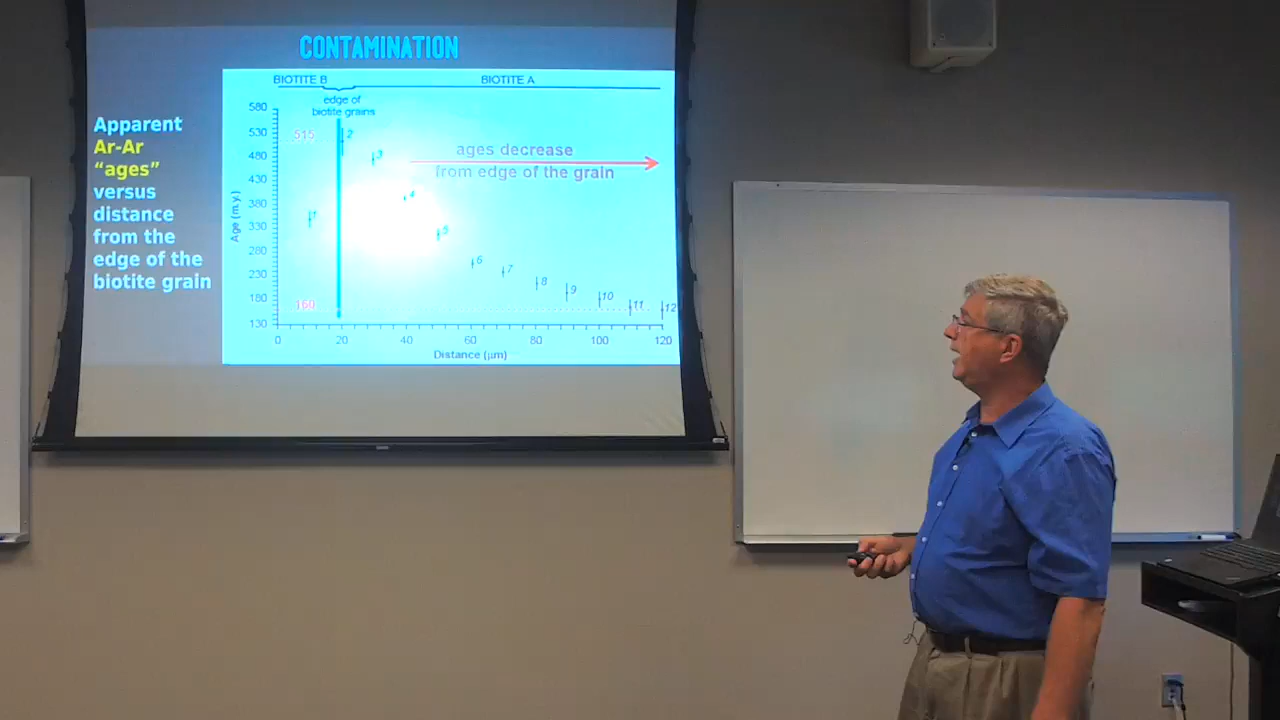 CONTAMINATION
Apparent
Ar-Ar
“ages”
versus
distance
from the
edge of the
biotite grain
BIOTITE B
BIOTITE A
edge of
biotite grains
ages decrease
from edge of the grain
Age (m.y.)
580
530
480
430
380
330
280
230
180
130
515
160
1
2
3
4
5
6
7
8
9
10
11
12
0
20
40
60
80
100
120
Distance (μm)